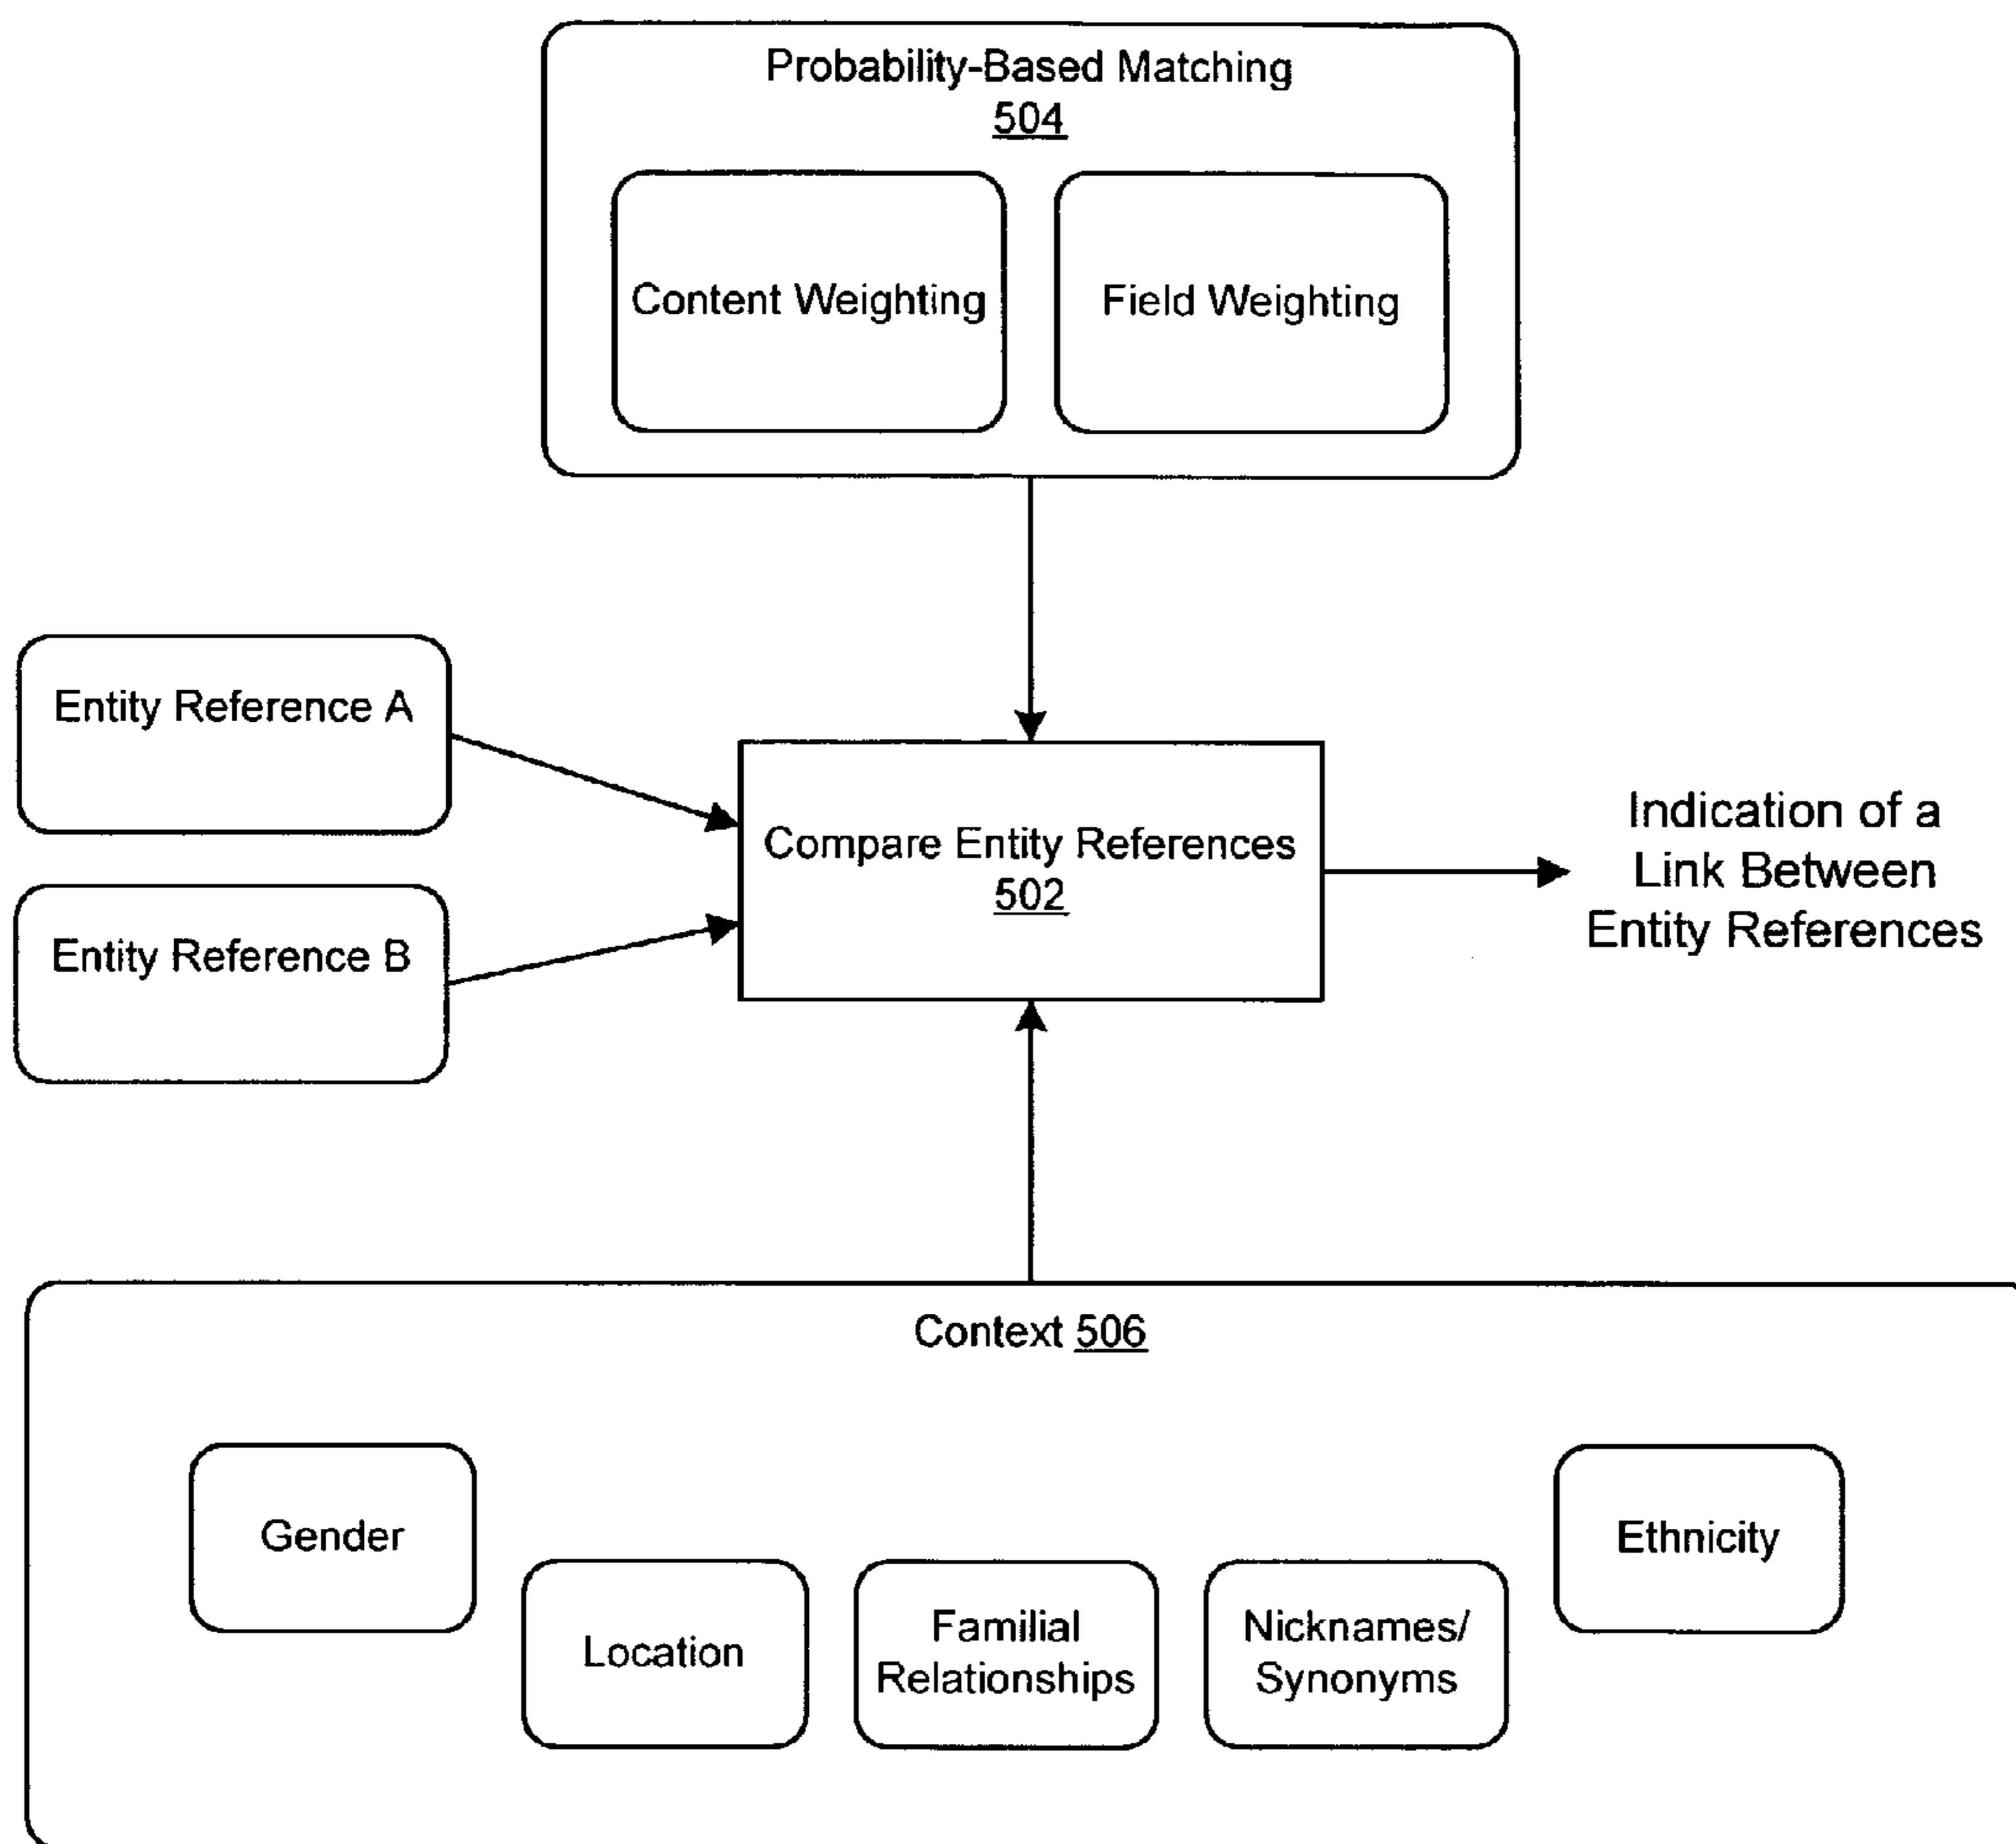 Probability-Based Matching
504
Content Weighting
Field Weighting
Entity Reference A
Entity Reference B
Compare Entity References
502
Indication of a
Link Between
Entity References
Context 506
Gender
Location
Familial
Relationships
Nicknames/
Synonyms
Ethnicity